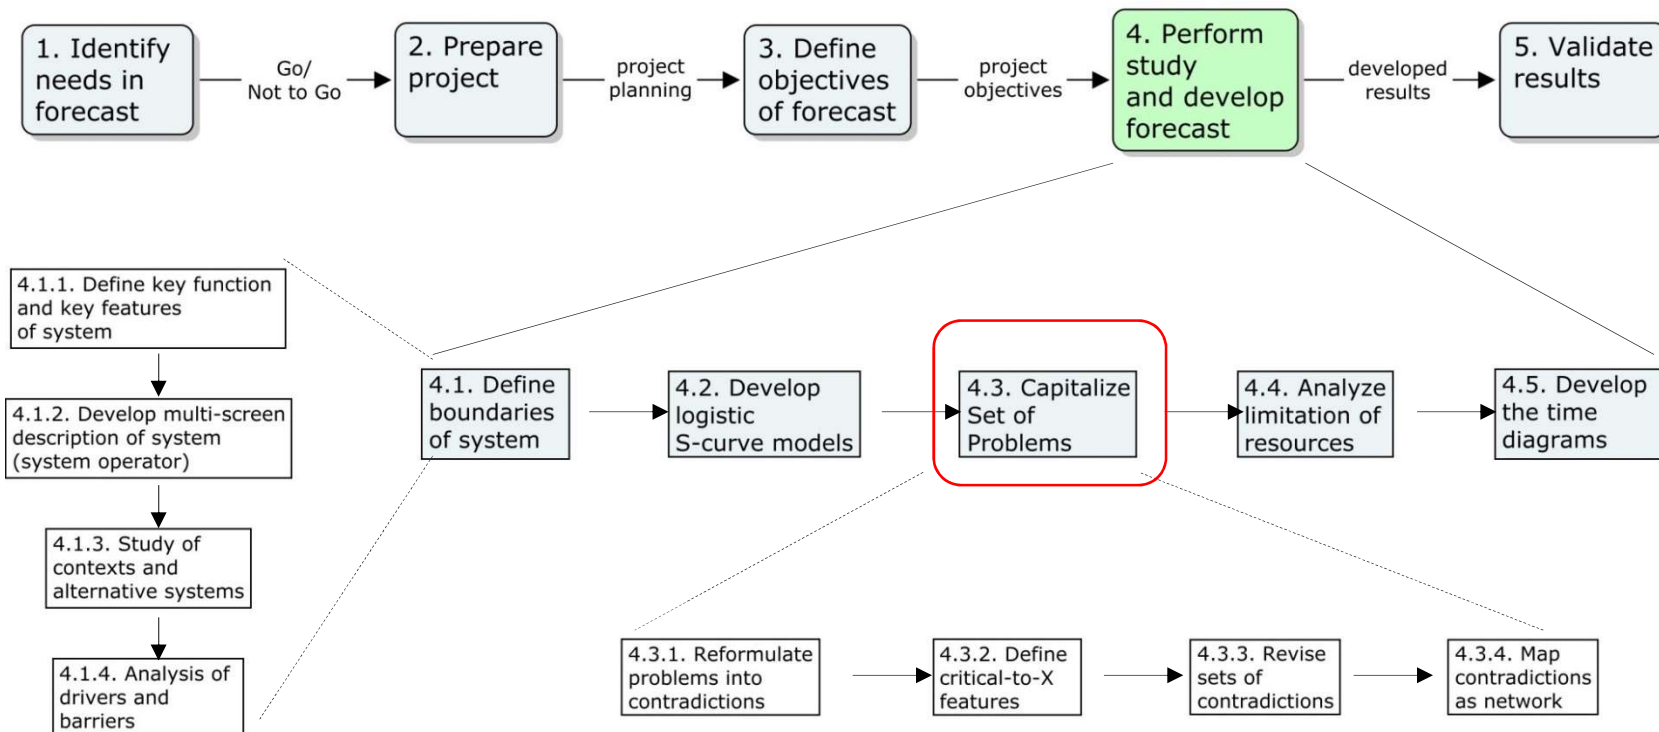 1. Identify
needs in
forecast
Go/
Not to Go
2. Prepare
project
project
planning
3. Define
objectives
of forecast
project
objectives
4. Perform
study
and develop
forecast
developed
results
5. Validate
results
4.1.1. Define key function
and key features
of system
4.1.2. Develop multi-screen
description of system
(system operator)
4.1.3. Study of
contexts and
alternative systems
4.1.4. Analysis of
drivers and
barriers
4.1. Define
boundaries
of system
4.2. Develop
logistic
S-curve models
4.3. Capitalize
Set of
Problems
4.4. Analyze
limitation of
resources
4.5. Develop
the time
diagrams
4.3.1. Reformulate
problems into
contradictions
4.3.2. Define
critical-to-X
features
4.3.3. Revise
sets of
contradictions
4.3.4. Map
contradictions
as network